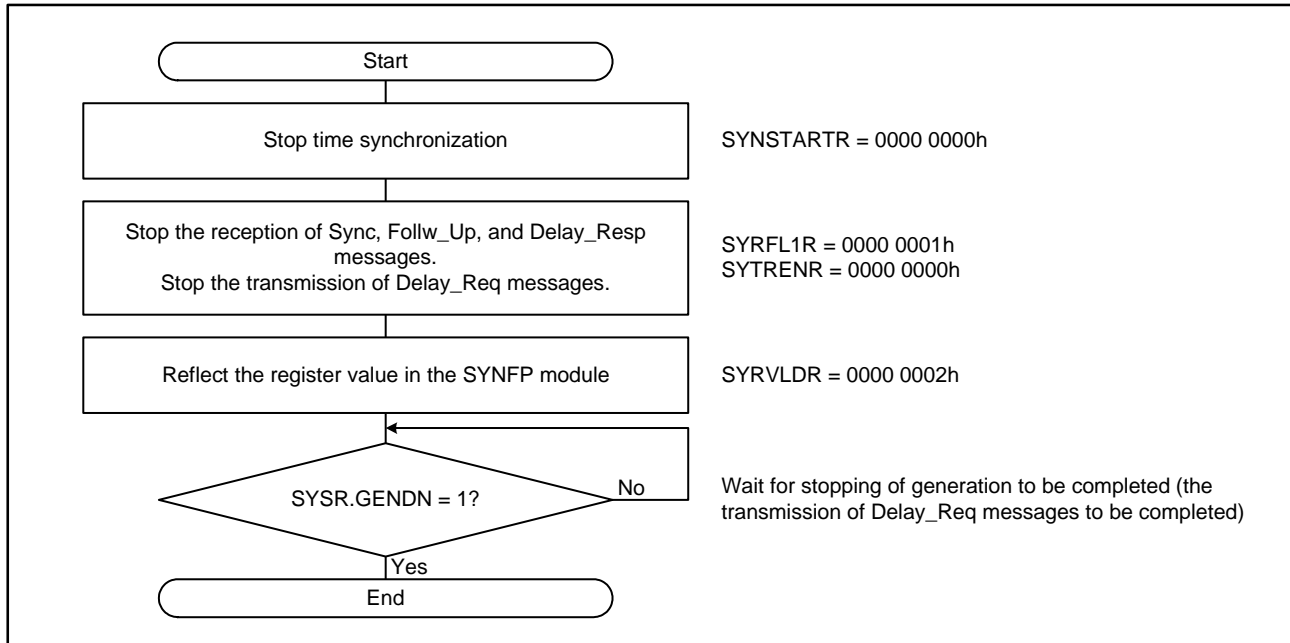 Start
Stop time synchronization
SYNSTARTR = 0000 0000h
Stop the reception of Sync, Follw_Up, and Delay_Resp
messages.
Stop the transmission of Delay_Req messages.
SYRFL1R = 0000 0001h
SYTRENR = 0000 0000h
Reflect the register value in the SYNFP module
SYRVLDR = 0000 0002h
SYSR.GENDN = 1?
No
Wait for stopping of generation to be completed (the
transmission of Delay_Req messages to be completed)
Yes
End